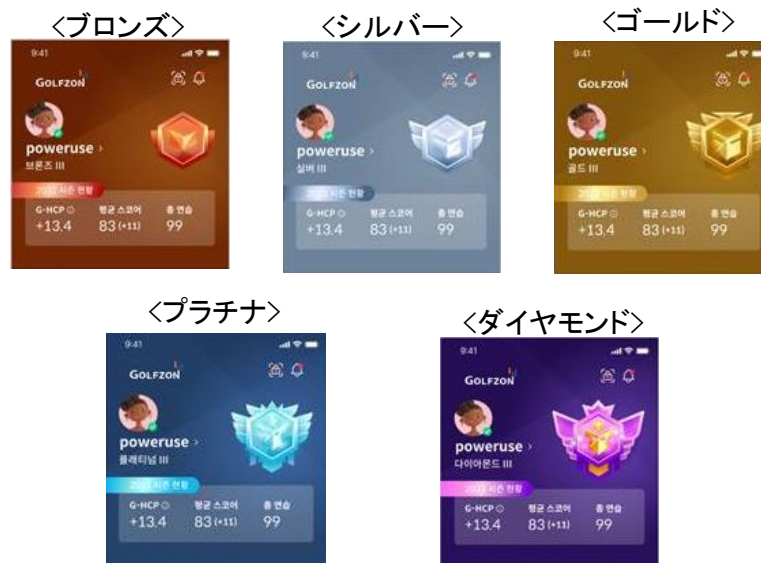 <ブロンズ>
9:41
GOLFZON
poweruse >
브론즈 III
2022 시즌 현황
G-HCP 평균 스코어 총 연습
+13.4 83 (+11) 99
<シルバー>
9:41
GOLFZON
poweruse >
실버 III
시즌 현황
G-HCP 평균 스코어 총 연습
+13.4 83 (+11) 99
<ゴールド>
9:41
GOLFZON
poweruse >
골드 III
시즌 현황
G-HCP 평균 스코어 총 연습
+13.4 83 (+11) 99
<プラチナ>
9:41
GOLFZON
poweruse >
플래티넘 III
시즌 현황
G-HCP 평균 스코어 총 연습
+13.4 83 (+11) 99
<ダイヤモンド>
9:41
GOLFZON
poweruse >
다이아몬드 III
2022 시즌 현황
G-HCP 평균 스코어 총 연습
+13.4 83 (+11) 99